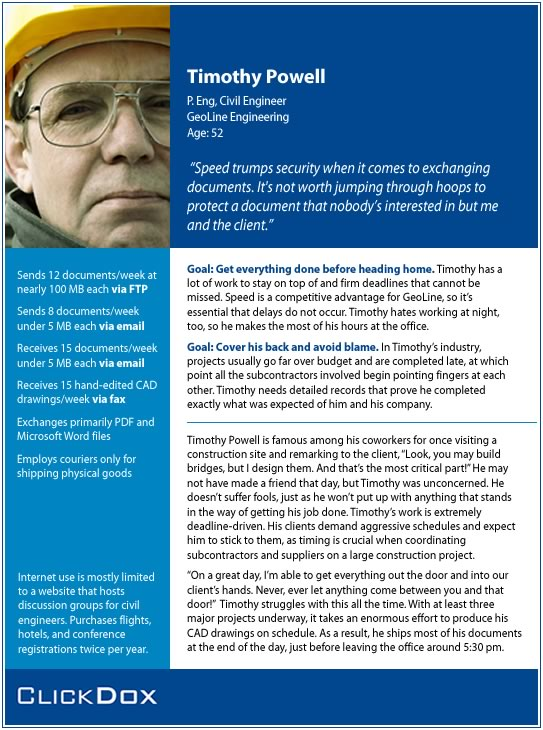 Timothy Powell
P. Eng, Civil Engineer
GeoLine Engineering
Age: 52
“Speed trumps security when it comes to exchanging
documents. It's not worth jumping through hoops to
protect a document that nobody’s interested in but me
and the client.”
Sends 12 documents/week at
nearly 100 MB each via FTP
Sends 8 documents/week
under 5 MB each via email
Receives 15 documents/week
under 5 MB each via email
Receives 15 hand-edited CAD
drawings/week via fax
Exchanges primarily PDF and
Microsoft Word files
Employs couriers only for
shipping physical goods
Internet use is mostly limited
to a website that hosts
discussion groups for civil
engineers. Purchases flights,
hotels, and conference
registrations twice per year.
Goal: Get everything done before heading home. Timothy has a
lot of work to stay on top of and firm deadlines that cannot be
missed. Speed is a competitive advantage for GeoLine, so it’s
essential that delays do not occur. Timothy hates working at night,
too, so he makes the most of his hours at the office.
Goal: Cover his back and avoid blame. In Timothy’s industry,
projects usually go far over budget and are completed late, at which
point all the subcontractors involved begin pointing fingers at each
other. Timothy needs detailed records that prove he completed
exactly what was expected of him and his company.
Timothy Powell is famous among his coworkers for once visiting a
construction site and remarking to the client, “Look, you may build
bridges, but I design them. And that’s the most critical part!” He may
not have made a friend that day, but Timothy was unconcerned. He
doesn’t suffer fools, just as he won’t put up with anything that stands
in the way of getting his job done. Timothy’s work is extremely
deadline-driven. His clients demand aggressive schedules and expect
him to stick to them, as timing is crucial when coordinating
subcontractors and suppliers on a large construction project.
“On a great day, I’m able to get everything out the door and into our
client’s hands. Never, ever let anything come between you and that
door!” Timothy struggles with this all the time. With at least three
major projects underway, it takes an enormous effort to produce his
CAD drawings on schedule. As a result, he ships most of his documents
at the end of the day, just before leaving the office around 5:30 pm.
CLICKDOX